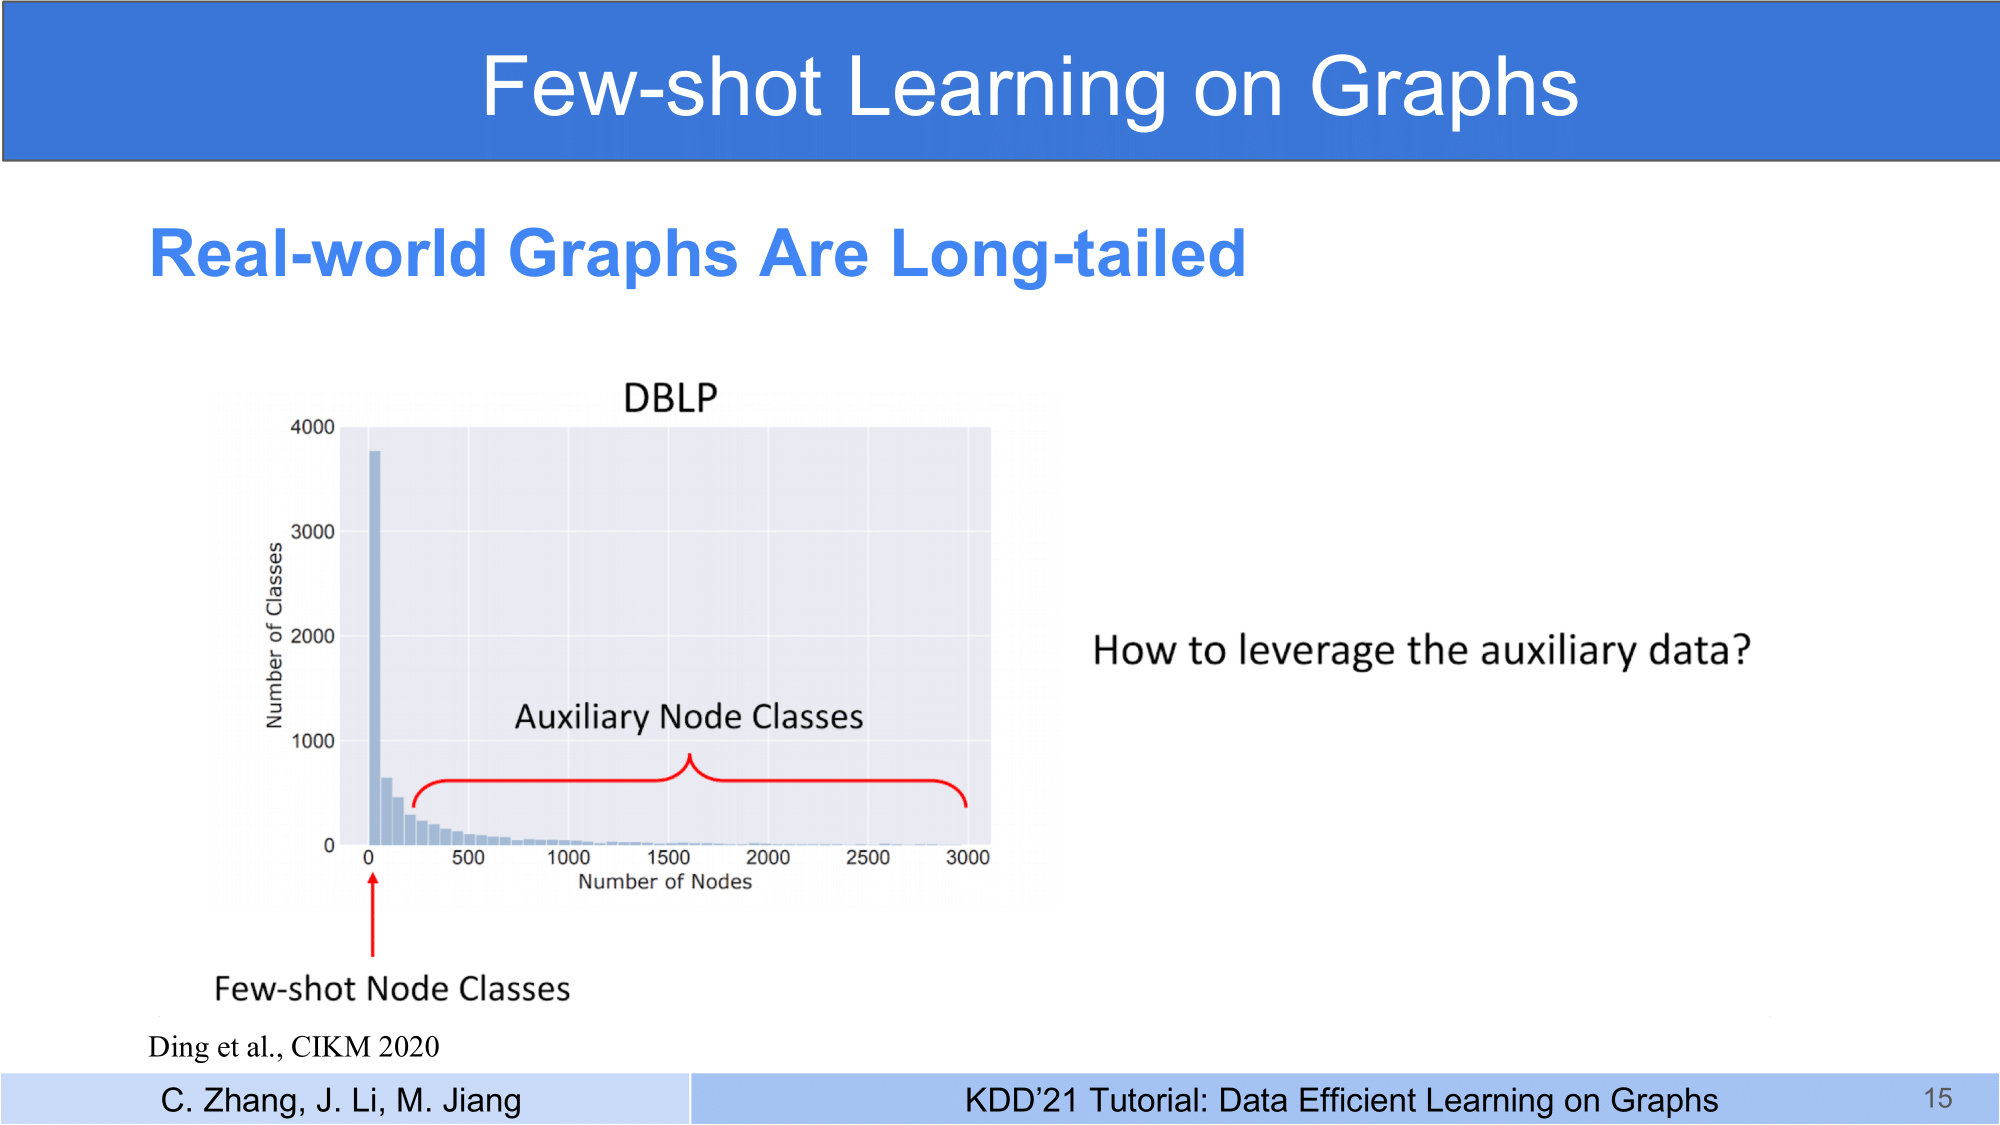 Few-shot Learning on Graphs
Real-world Graphs Are Long-tailed
DBLP
4000
3000
2000
1000
0
Number of Classes
Auxiliary Node Classes
0 500 1000 1500 2000 2500 3000
Number of Nodes
Few-shot Node Classes
How to leverage the auxiliary data?
Ding et al., CIKM 2020
C. Zhang, J. Li, M. Jiang
KDD’21 Tutorial: Data Efficient Learning on Graphs
15